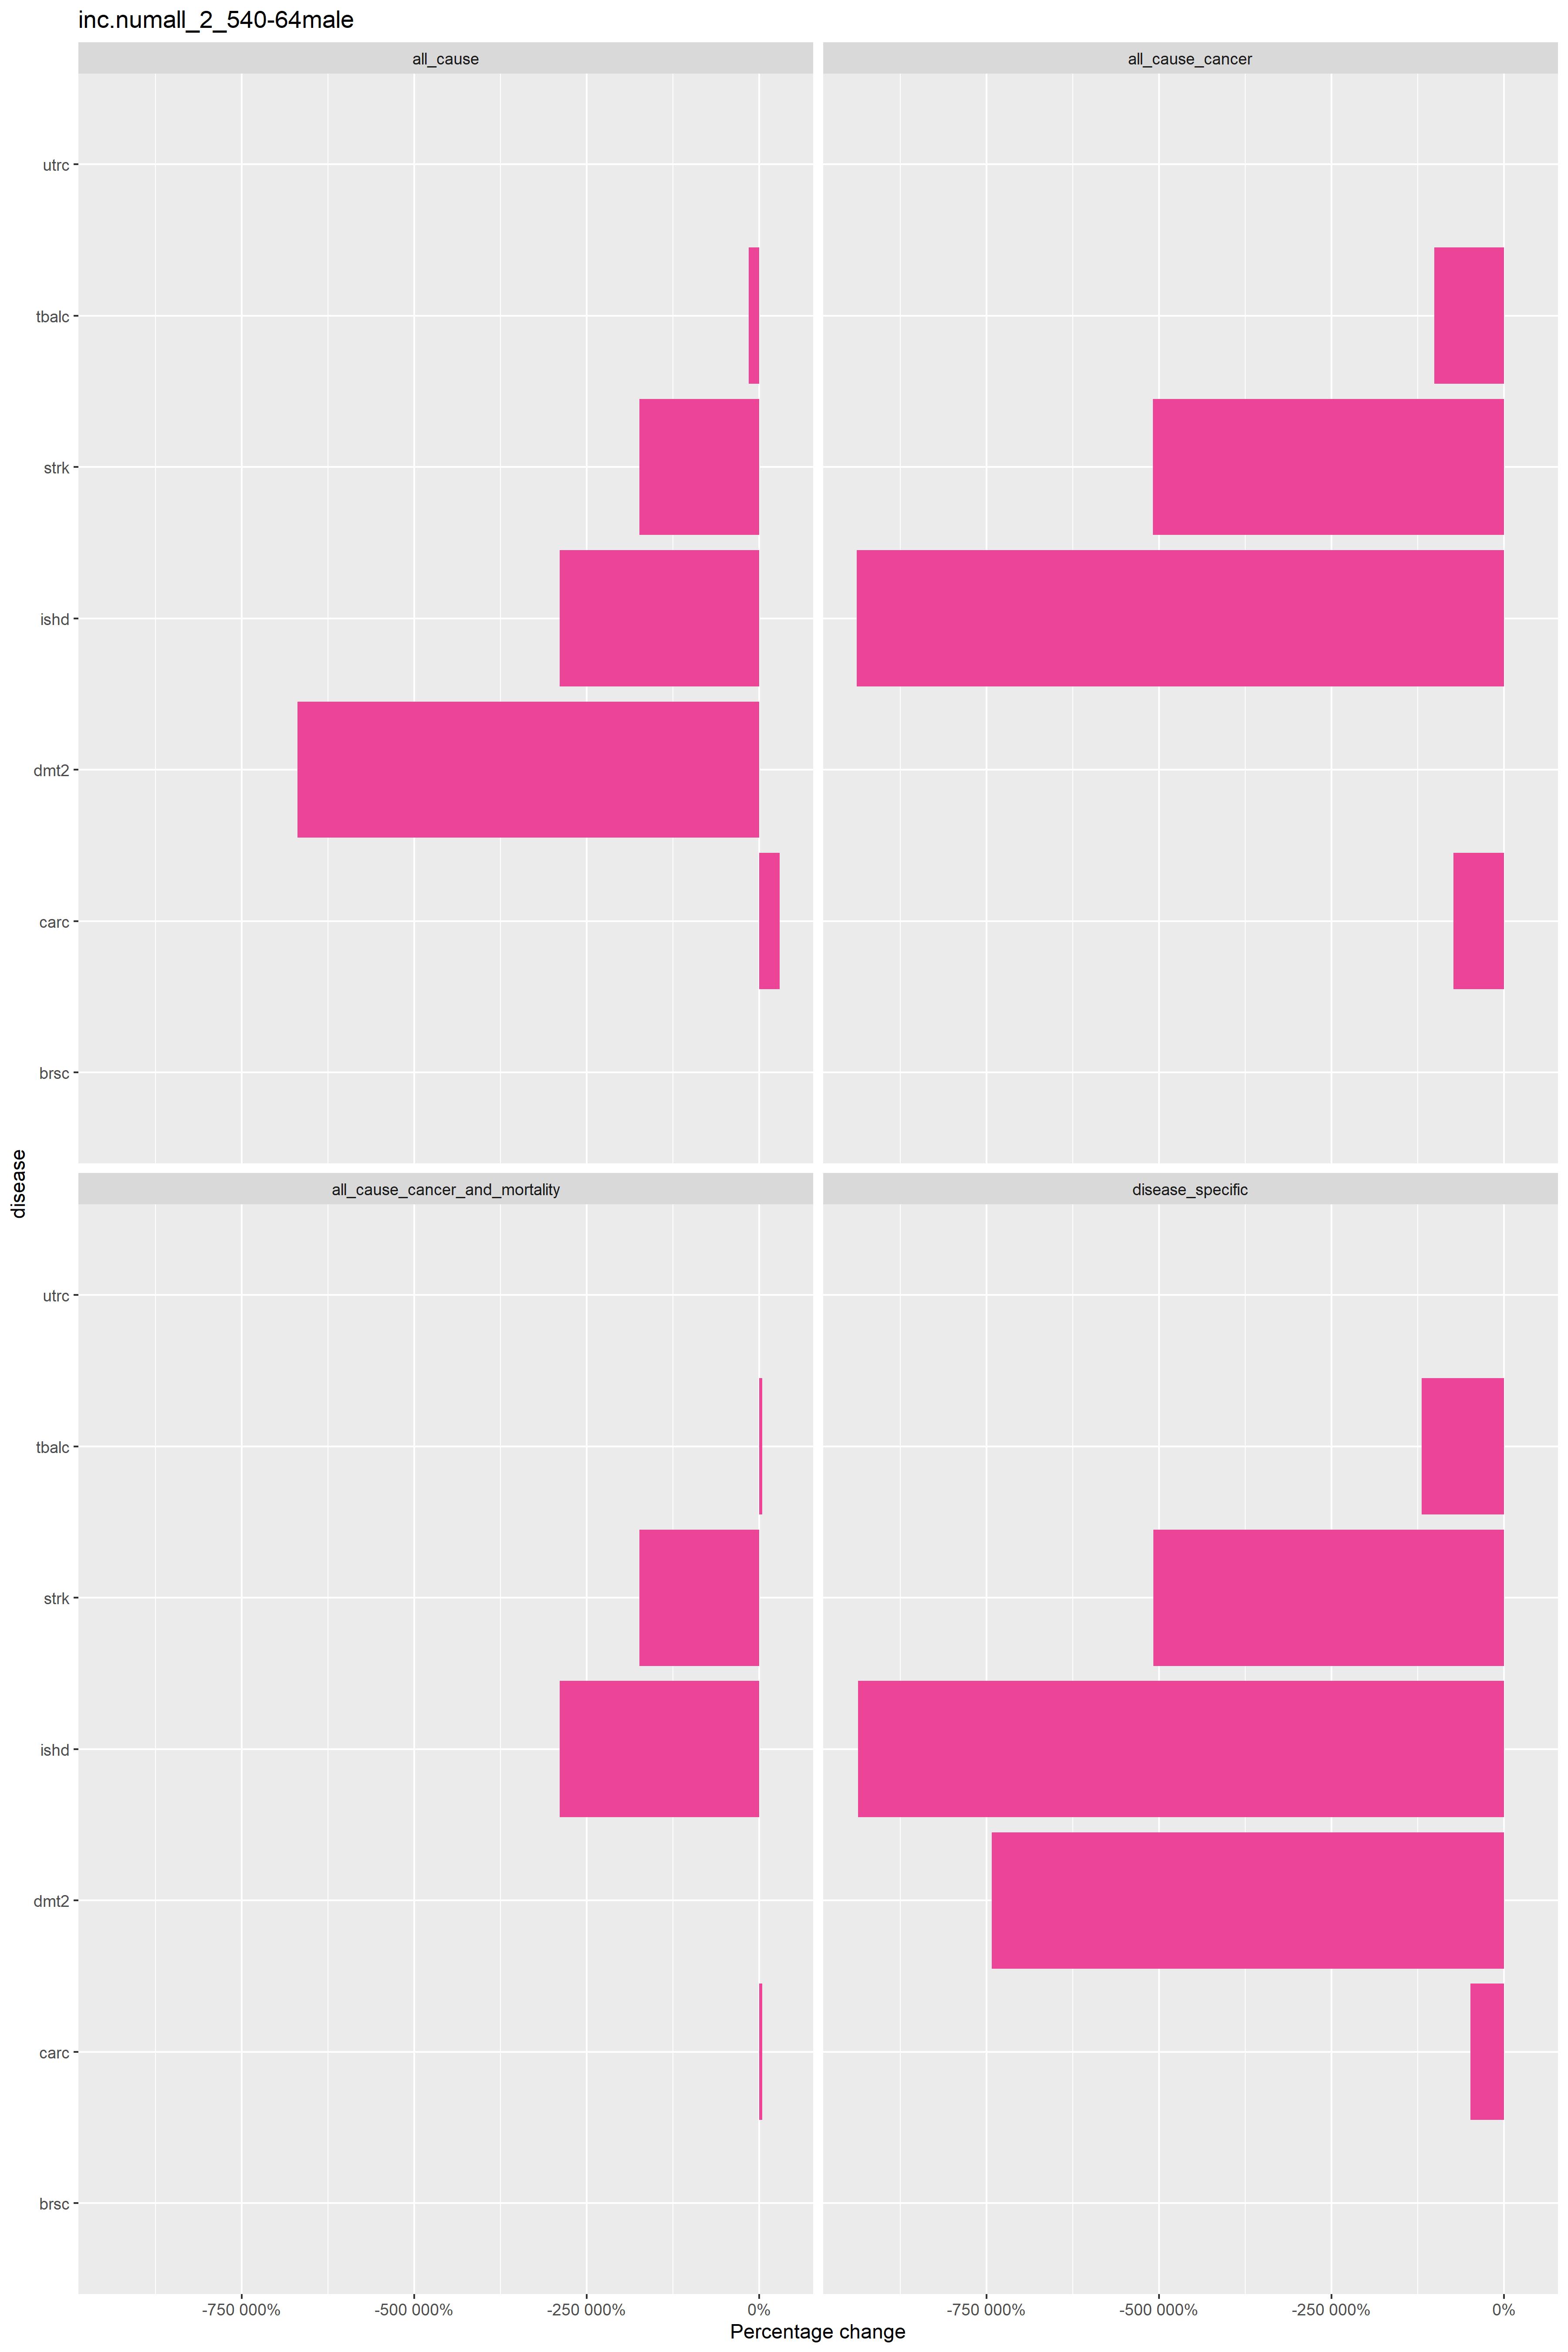 inc.numall_2_540-64male
all_cause
all_cause_cancer
utrc
tbalc
strk
ishd
dmt2
carc
brsc
disease
all_cause_cancer_and_mortality
disease_specific
utrc
tbalc
strk
ishd
dmt2
carc
brsc
-750 000%
-500 000%
-250 000%
0%
-750 000%
-500 000%
-250 000%
0%
Percentage change